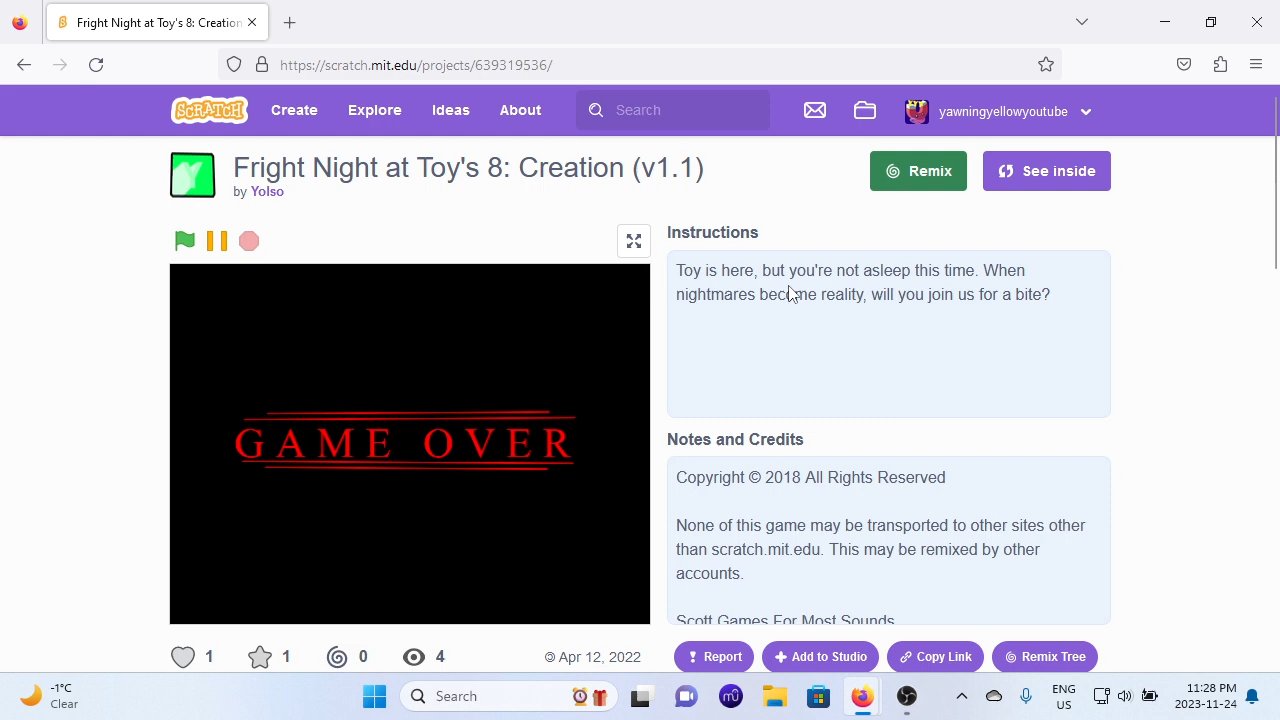 Fright Night at Toy's 8: Creation
https://scratch.mit.edu/projects/639319536/
SCRATCH
Create
Explore
Ideas
About
Search
yawningyellowyoutube
Fright Night at Toy's 8: Creation (v1.1)
by Yolso
Remix
See inside
Instructions
Toy is here, but you're not asleep this time. When
nightmares become reality, will you join us for a bite?
GAME OVER
Notes and Credits
Copyright © 2018 All Rights Reserved
None of this game may be transported to other sites other
than scratch.mit.edu. This may be remixed by other
accounts.
Scott Games For Most Sounds
1
1
0
4
Apr 12, 2022
Report
Add to Studio
Copy Link
Remix Tree
-1°C
Clear
Search
ENG
US
11:28 PM
2023-11-24